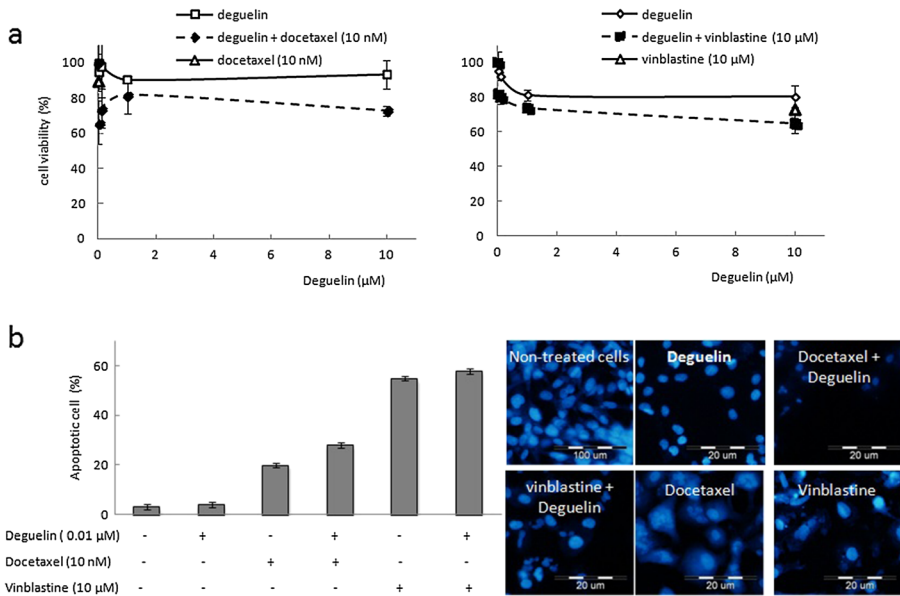 a
deguelin
deguelin + docetaxel (10 nM)
docetaxel (10 nM)
cell viability (%)
100
80
60
40
20
0
0 2 4 6 8 10
Deguelin (µM)
deguelin
deguelin + vinblastine (10 µM)
vinblastine (10 µM)
100
80
60
40
20
0
0 2 4 6 8 10
Deguelin (µM)
b
Apoptotic cell (%)
60
40
20
0
Deguelin ( 0.01 µM) - + - + - +
Docetaxel (10 nM) - - + + - -
Vinblastine (10 µM) - - - - + +
Non-treated cells
100 um
Deguelin
20 um
Docetaxel +
Deguelin
20 um
vinblastine +
Deguelin
20 um
Docetaxel
20 um
Vinblastine
20 um